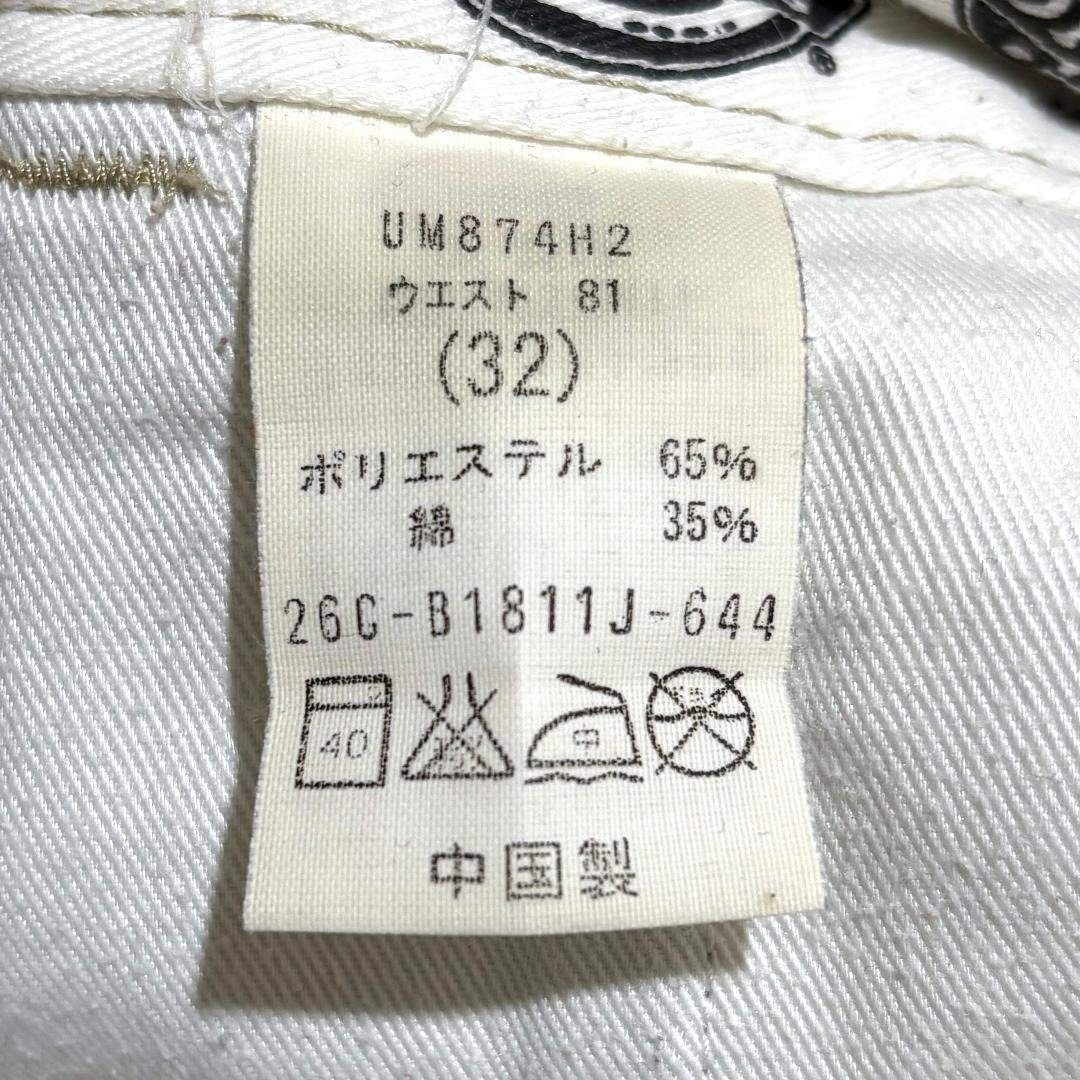 ®
UM874H2
ウエスト 81
(32)
ポリエステル 65%
綿 35%
26C-B1811J-644
40 中
中国製